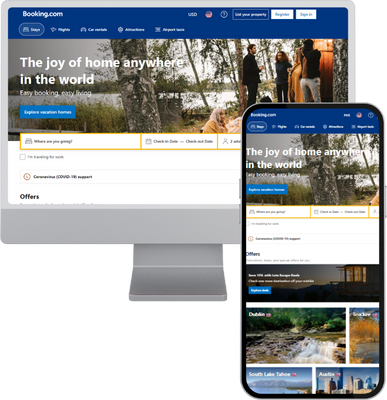 Booking.com
USD
List your property
Register
Sign in
Stays
Flights
Car rentals
Attractions
Airport taxis
The joy of home anywhere
in the world
Easy booking, easy living
Explore vacation homes
Where are you going?
Check-in Date — Check-out Date
2 adu
I'm traveling for work
Coronavirus (COVID-19) support
Offers
Booking.com
Stays
Flights
Car rentals
Attractions
Airport taxis
The joy of home anywhere
in the world
Easy booking, easy living
Explore vacation homes
Where are you going?
Check-in Date — Check-out Date
I'm traveling for work
Coronavirus (COVID-19) support
Offers
Save 15% with Late Escape Deals
Explore deals
Dublin
South Lake Tahoe
Austin